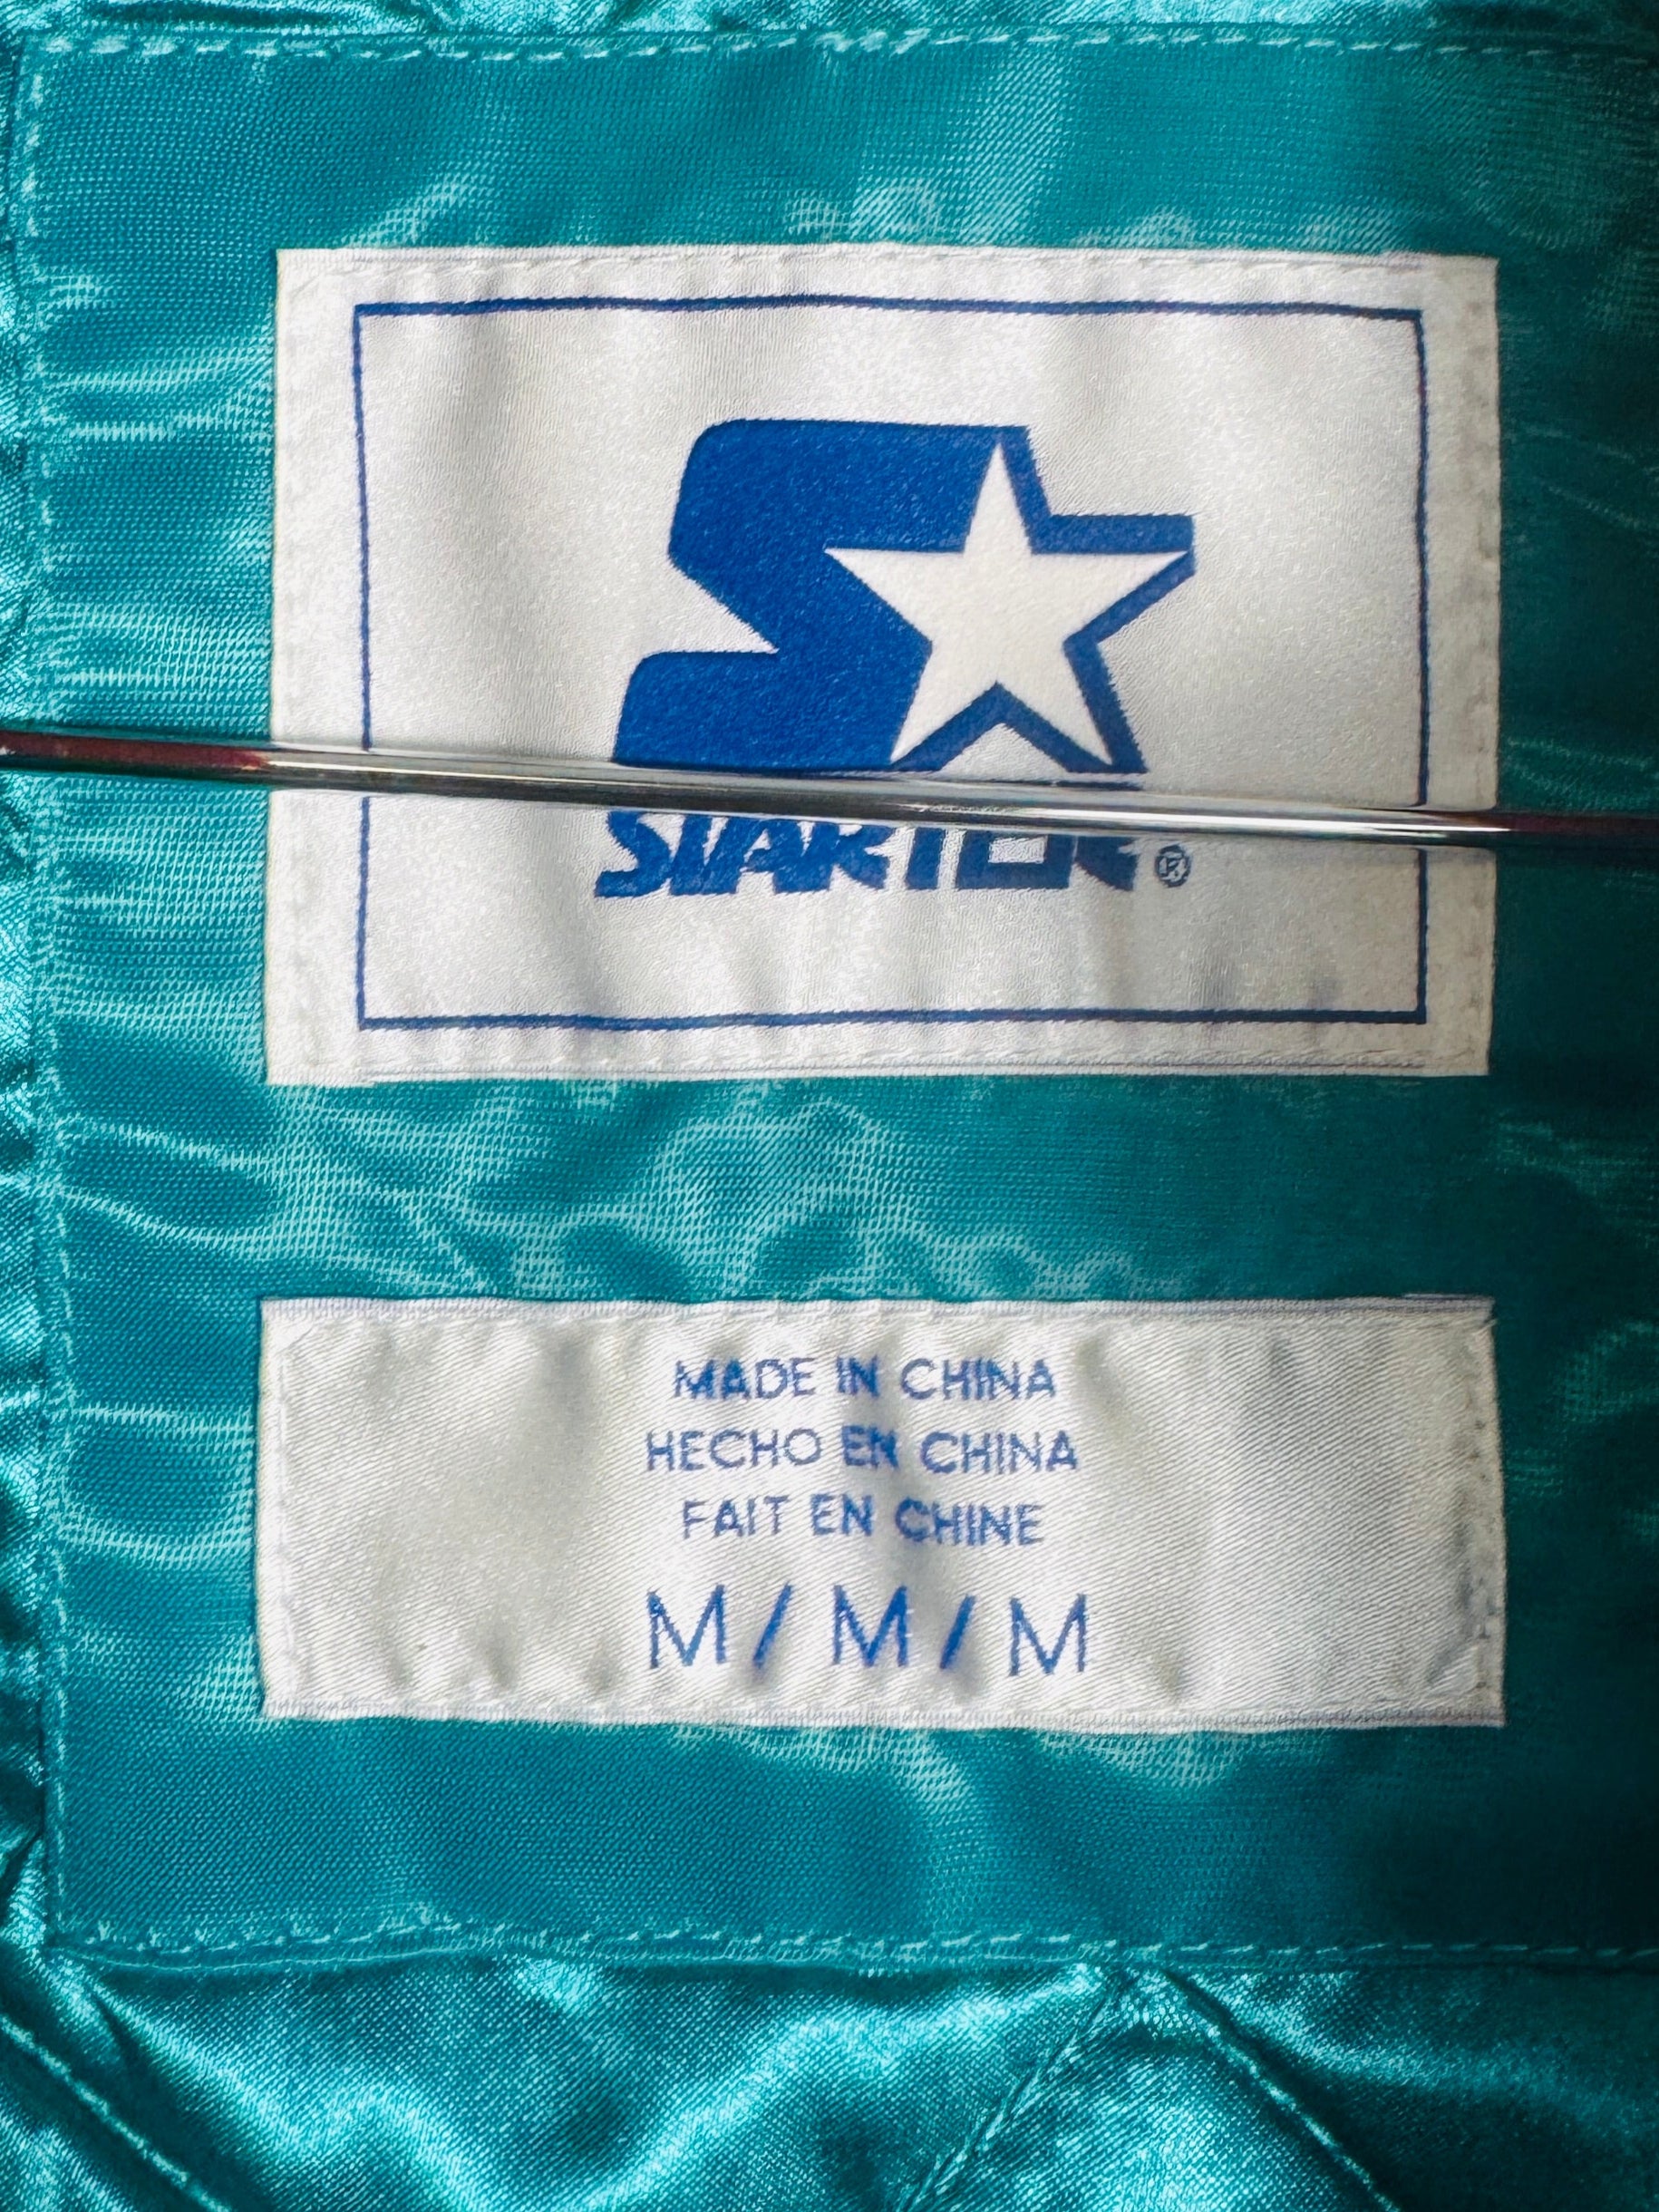 STARTER®
MADE IN CHINA
HECHO EN CHINA
FAIT EN CHINE
M / M / M